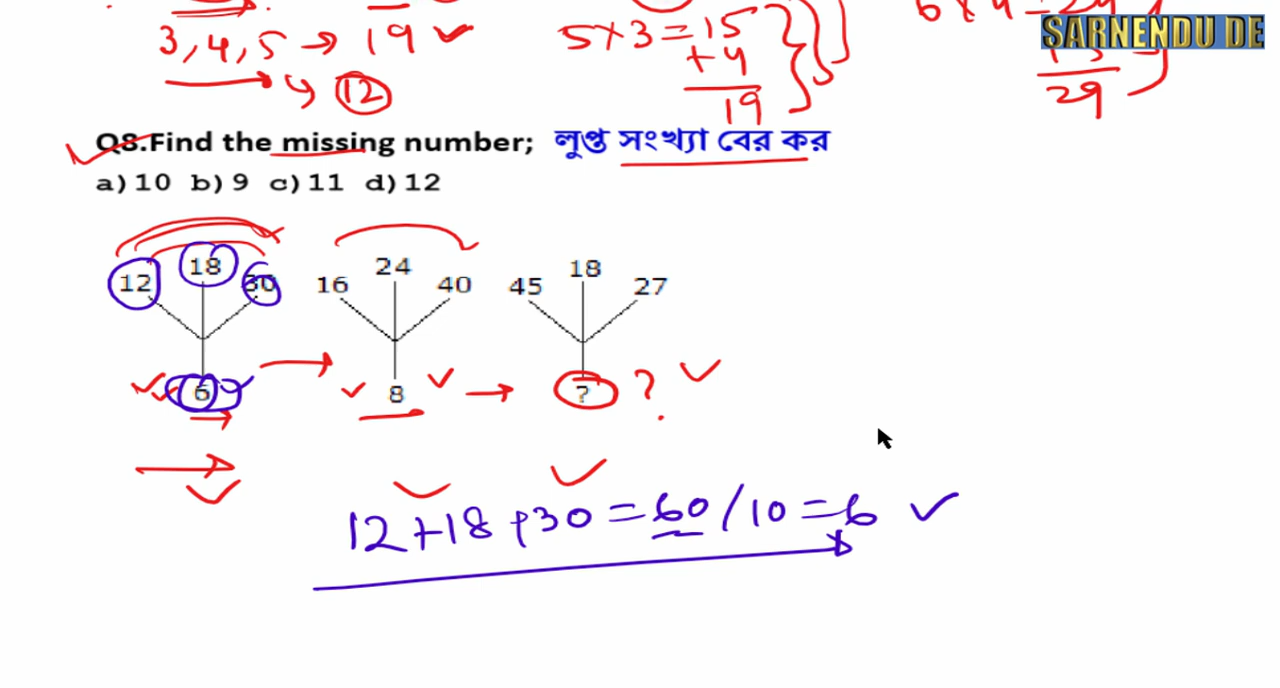 3, 4, 5 → 19 ✓
12
5×3=15
+4
19
SARNENDU DE
29
Q8.Find the missing number; লুপ্ত সংখ্যা বের কর
a) 10 b) 9 c) 11 d) 12
12 18 30 16 24 40 45 18 27
6 8 ? ?
12+18+30=60/10=6 ✓